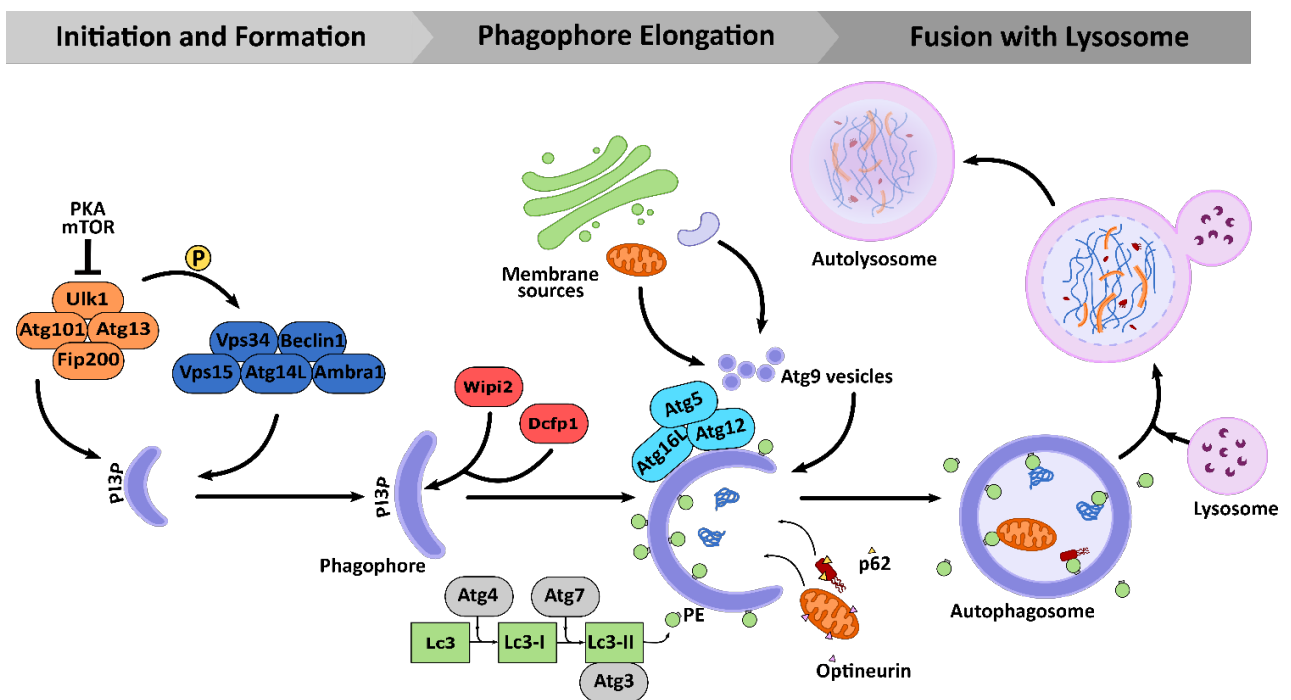 Initiation and Formation
Phagophore Elongation
Fusion with Lysosome
PKA
mTOR
P
Ulk1
Atg101
Atg13
Fip200
Vps34
Beclin1
Vps15
Atg14L
Ambra1
PI3P
Wipi2
Dcfp1
PI3P
Phagophore
Membrane
sources
Atg9 vesicles
Atg5
Atg12
Atg16L
PE
p62
Optineurin
Atg4
Atg7
Lc3
Lc3-I
Lc3-II
Atg3
Autophagosome
Lysosome
Autolysosome